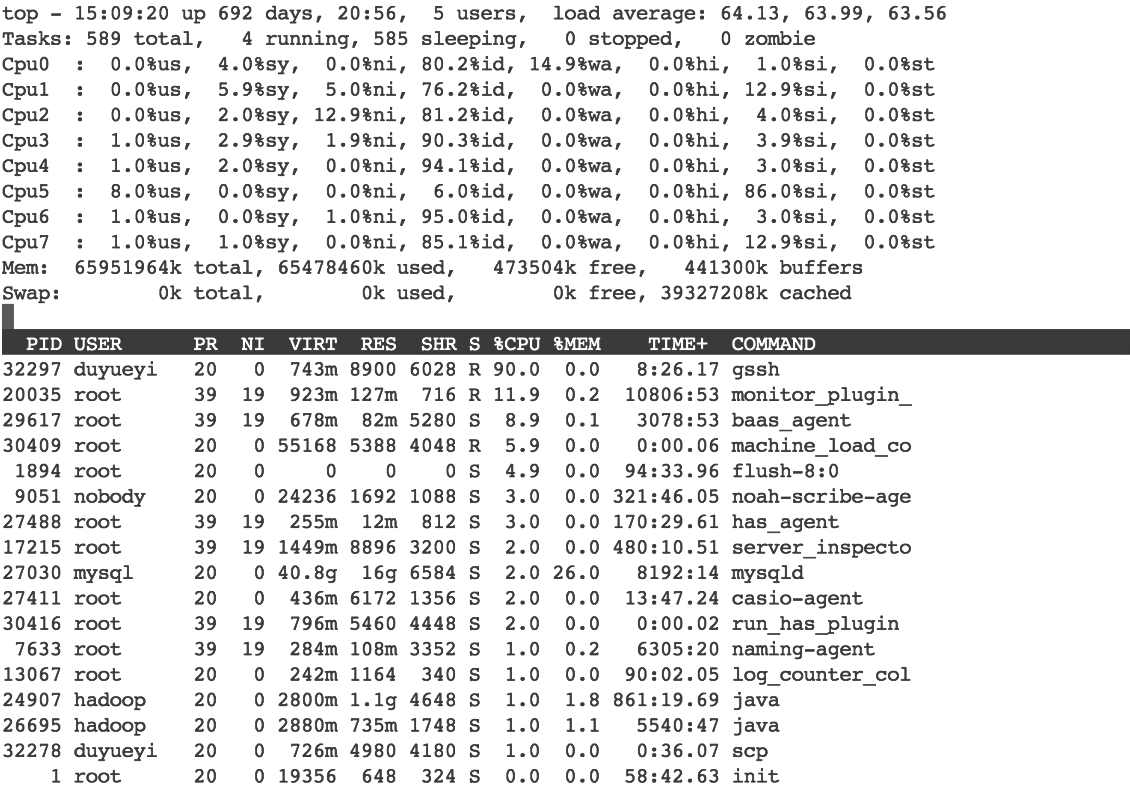 top - 15:09:20 up 692 days, 20:56,  5 users,  load average: 64.13, 63.99, 63.56
Tasks: 589 total,   4 running, 585 sleeping,   0 stopped,   0 zombie
Cpu0  :  0.0%us,  4.0%sy,  0.0%ni, 80.2%id, 14.9%wa,  0.0%hi,  1.0%si,  0.0%st
Cpu1  :  0.0%us,  5.9%sy,  5.0%ni, 76.2%id,  0.0%wa,  0.0%hi, 12.9%si,  0.0%st
Cpu2  :  0.0%us,  2.0%sy, 12.9%ni, 81.2%id,  0.0%wa,  0.0%hi,  4.0%si,  0.0%st
Cpu3  :  1.0%us,  2.9%sy,  1.9%ni, 90.3%id,  0.0%wa,  0.0%hi,  3.9%si,  0.0%st
Cpu4  :  1.0%us,  2.0%sy,  0.0%ni, 94.1%id,  0.0%wa,  0.0%hi,  3.0%si,  0.0%st
Cpu5  :  8.0%us,  0.0%sy,  0.0%ni,  6.0%id,  0.0%wa,  0.0%hi, 86.0%si,  0.0%st
Cpu6  :  1.0%us,  0.0%sy,  1.0%ni, 95.0%id,  0.0%wa,  0.0%hi,  3.0%si,  0.0%st
Cpu7  :  1.0%us,  1.0%sy,  0.0%ni, 85.1%id,  0.0%wa,  0.0%hi, 12.9%si,  0.0%st
Mem:  65951964k total, 65478460k used,   473504k free,   441300k buffers
Swap:        0k total,        0k used,        0k free, 39327208k cached
  PID USER      PR  NI  VIRT  RES  SHR S %CPU %MEM    TIME+  COMMAND
32297 duyueyi   20   0  743m 8900 6028 R 90.0  0.0   8:26.17 gssh
20035 root      39  19  923m 127m  716 R 11.9  0.2  10806:53 monitor_plugin_
29617 root      39  19  678m  82m 5280 S  8.9  0.1   3078:53 baas_agent
30409 root      20   0 55168 5388 4048 R  5.9  0.0   0:00.06 machine_load_co
 1894 root      20   0     0    0    0 S  4.9  0.0  94:33.96 flush-8:0
 9051 nobody    20   0 24236 1692 1088 S  3.0  0.0 321:46.05 noah-scribe-age
27488 root      39  19  255m  12m  812 S  3.0  0.0 170:29.61 has_agent
17215 root      39  19 1449m 8896 3200 S  2.0  0.0 480:10.51 server_inspecto
27030 mysql     20   0 40.8g  16g 6584 S  2.0 26.0   8192:14 mysqld
27411 root      20   0  436m 6172 1356 S  2.0  0.0  13:47.24 casio-agent
30416 root      39  19  796m 5460 4448 S  2.0  0.0   0:00.02 run_has_plugin
 7633 root      39  19  284m 108m 3352 S  1.0  0.2   6305:20 naming-agent
13067 root      20   0  242m 1164  340 S  1.0  0.0  90:02.05 log_counter_col
24907 hadoop    20   0 2800m 1.1g 4648 S  1.0  1.8 861:19.69 java
26695 hadoop    20   0 2880m 735m 1748 S  1.0  1.1   5540:47 java
32278 duyueyi   20   0  726m 4980 4180 S  1.0  0.0   0:36.07 scp
    1 root      20   0 19356  648  324 S  0.0  0.0  58:42.63 init